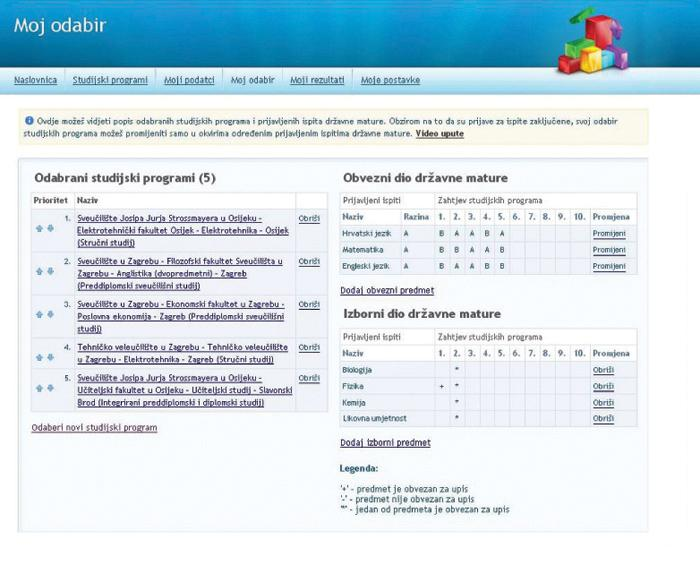 Moj odabir
Naslovnica Studijski programi Moji podatci Moj odabir Moji rezultati Moje postavke
Ovdje možeš vidjeti popis odabranih studijskih programa i prijavljenih ispita državne mature. Obzirom na to da su prijave za ispite zaključene, svoj odabir
studijskih programa možeš promijeniti samo u okvirima određenim prijavljenim ispitima državne mature. Video upute
Odabrani studijski programi (5)
Prioritet Naziv
1. Sveučilište Josipa Jurja Strossmayera u Osijeku - Obriši
Elektrotehnički fakultet Osijek - Elektrotehnika - Osijek
(Stručni studij)
2. Sveučilište u Zagrebu - Filozofski fakultet Sveučilišta u Obriši
Zagrebu - Anglistika (dvopredmetni) - Zagreb
(Preddiplomski sveučilišni studij)
3. Sveučilište u Zagrebu - Ekonomski fakultet u Zagrebu - Obriši
Poslovna ekonomija - Zagreb (Preddiplomski sveučilišni
studij)
4. Tehničko veleučilište u Zagrebu - Tehničko veleučilište Obriši
u Zagrebu - Elektrotehnika - Zagreb (Stručni studij)
5. Sveučilište Josipa Jurja Strossmayera u Osijeku - Obriši
Učiteljski fakultet u Osijeku - Učiteljski studij - Slavonski
Brod (Integrirani preddiplomski i diplomski studij)
Odaberi novi studijski program
Obvezni dio državne mature
Prijavljeni ispiti Zahtjev studijskih programa
Naziv Razina 1. 2. 3. 4. 5. 6. 7. 8. 9. 10. Promjena
Hrvatski jezik A B A A B A Promijeni
Matematika A B A A B B Promijeni
Engleski jezik A B A A B B Promijeni
Dodaj obvezni predmet
Izborni dio državne mature
Prijavljeni ispiti Zahtjev studijskih programa
Naziv 1. 2. 3. 4. 5. 6. 7. 8. 9. 10. Promjena
Biologija * Obriši
Fizika + * Obriši
Kemija * Obriši
Likovna umjetnost * Obriši
Dodaj izborni predmet
Legenda:
'+' - predmet je obvezan za upis
'-' - predmet nije obvezan za upis
'*' - jedan od predmeta je obvezan za upis